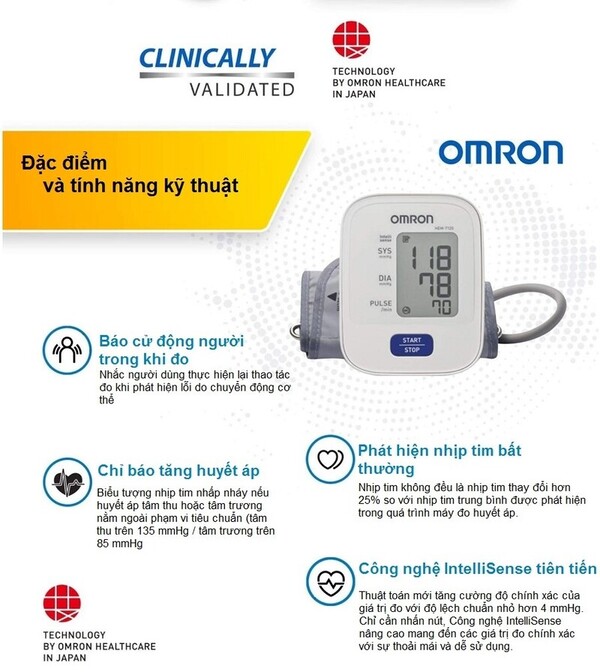 CLINICALLY
VALIDATED
TECHNOLOGY
BY OMRON HEALTHCARE
IN JAPAN
Đặc điểm
và tính năng kỹ thuật
OMRON
OMRON
SYS
mmHg
118
DIA
mmHg
78
PULSE
/min
70
START
STOP
Báo cử động người
trong khi đo
Nhắc người dùng thực hiện lại thao tác
đo khi phát hiện lỗi do chuyển động cơ
thể
Chỉ báo tăng huyết áp
Biểu tượng nhịp tim nhấp nháy nếu
huyết áp tâm thu hoặc tâm trương
nằm ngoài phạm vi tiêu chuẩn (tâm
thu trên 135 mmHg / tâm trương trên
85 mmHg
Phát hiện nhịp tim bất
thường
Nhịp tim không đều là nhịp tim thay đổi hơn
25% so với nhịp tim trung bình được phát hiện
trong quá trình máy đo huyết áp.
Công nghệ IntelliSense tiên tiến
Thuật toán mới tăng cường độ chính xác của
giá trị đo với độ lệch chuẩn nhỏ hơn 4 mmHg.
Chỉ cần nhấn nút, Công nghệ IntelliSense
nâng cao mang đến các giá trị đo chính xác
với sự thoải mái và dễ sử dụng.
TECHNOLOGY
BY OMRON HEALTHCARE
IN JAPAN